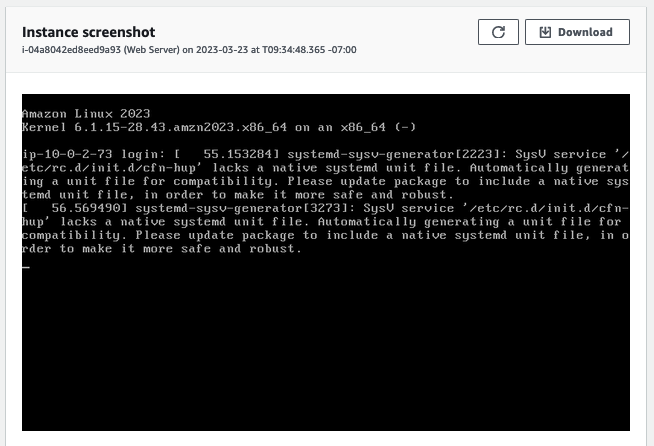 Instance screenshot
Download
i-04a8042ed8eed9a93 (Web Server) on 2023-03-23 at T09:34:48.365 -07:00
Amazon Linux 2023
Kernel 6.1.15-28.43.amzn2023.x86_64 on an x86_64 (-)
ip-10-0-2-73 login: [   55.153284] systemd-sysv-generator[2223]: SysV service '/
etc/rc.d/init.d/cfn-hup' lacks a native systemd unit file. Automatically generat
ing a unit file for compatibility. Please update package to include a native sys
temd unit file, in order to make it more safe and robust.
[   56.569490] systemd-sysv-generator[3273]: SysV service '/etc/rc.d/init.d/cfn-
hup' lacks a native systemd unit file. Automatically generating a unit file for
compatibility. Please update package to include a native systemd unit file, in o
rder to make it more safe and robust.
_